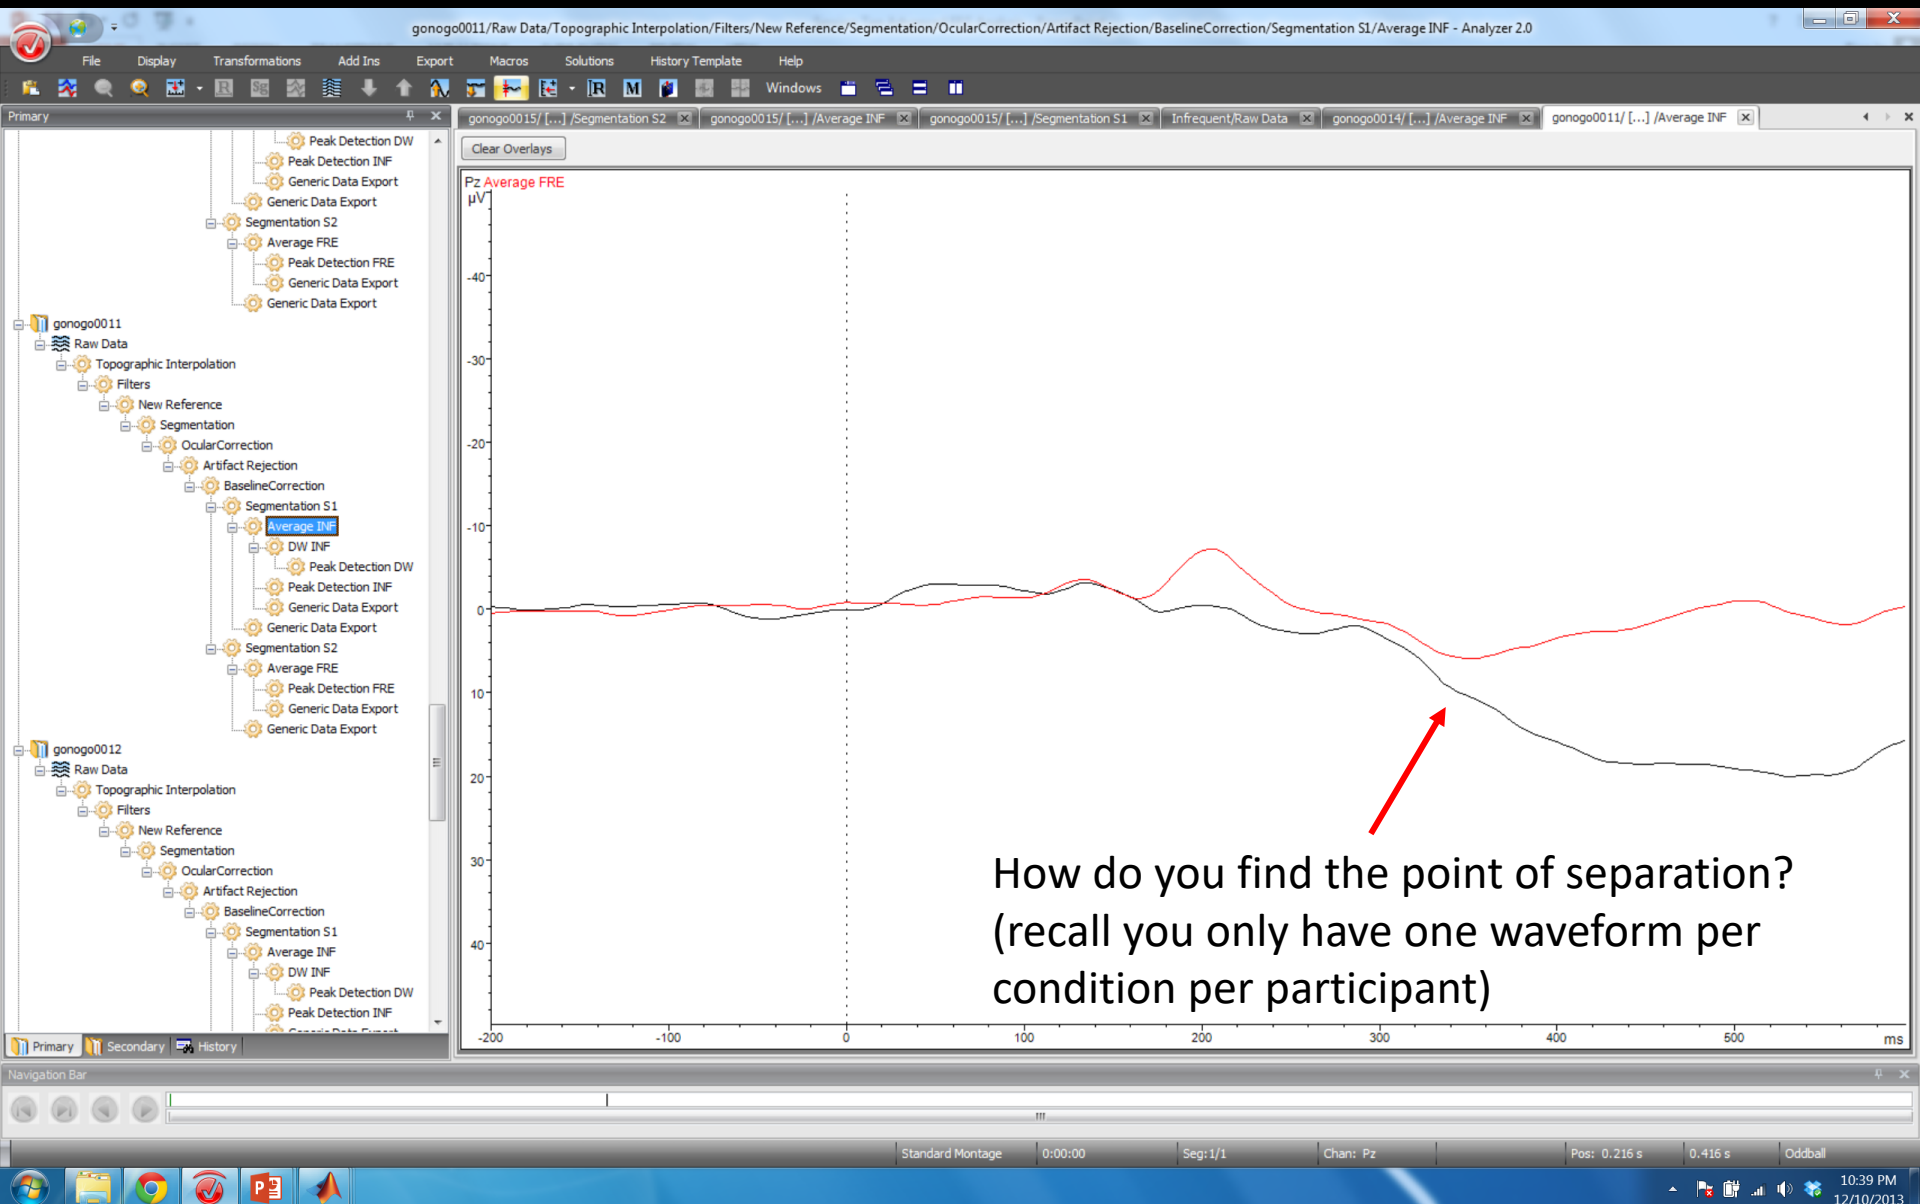 gonogo0011/Raw Data/Topographic Interpolation/Filters/New Reference/Segmentation/OcularCorrection/Artifact Rejection/BaselineCorrection/Segmentation S1/Average INF - Analyzer 2.0
File Display Transformations Add Ins Export Macros Solutions History Template Help
Windows
Primary
gonogo0015/ [...] /Segmentation S2
gonogo0015/ [...] /Average INF
gonogo0015/ [...] /Segmentation S1
Infrequent/Raw Data
gonogo0014/ [...] /Average INF
gonogo0011/ [...] /Average INF
Clear Overlays
Peak Detection DW
Peak Detection INF
Generic Data Export
Generic Data Export
Segmentation S2
Average FRE
Peak Detection FRE
Generic Data Export
Generic Data Export
gonogo0011
Raw Data
Topographic Interpolation
Filters
New Reference
Segmentation
OcularCorrection
Artifact Rejection
BaselineCorrection
Segmentation S1
Average INF
DW INF
Peak Detection DW
Peak Detection INF
Generic Data Export
Generic Data Export
Segmentation S2
Average FRE
Peak Detection FRE
Generic Data Export
Generic Data Export
gonogo0012
Raw Data
Topographic Interpolation
Filters
New Reference
Segmentation
OcularCorrection
Artifact Rejection
BaselineCorrection
Segmentation S1
Average INF
DW INF
Peak Detection DW
Peak Detection INF
Generic Data Export
Primary Secondary History
Pz Average FRE
µV
-40
-30
-20
-10
0
10
20
30
40
How do you find the point of separation?
(recall you only have one waveform per
condition per participant)
-200 -100 0 100 200 300 400 500 ms
Navigation Bar
Standard Montage 0:00:00 Seg:1/1 Chan: Pz Pos: 0.216 s 0.416 s Oddball
10:39 PM
12/10/2013